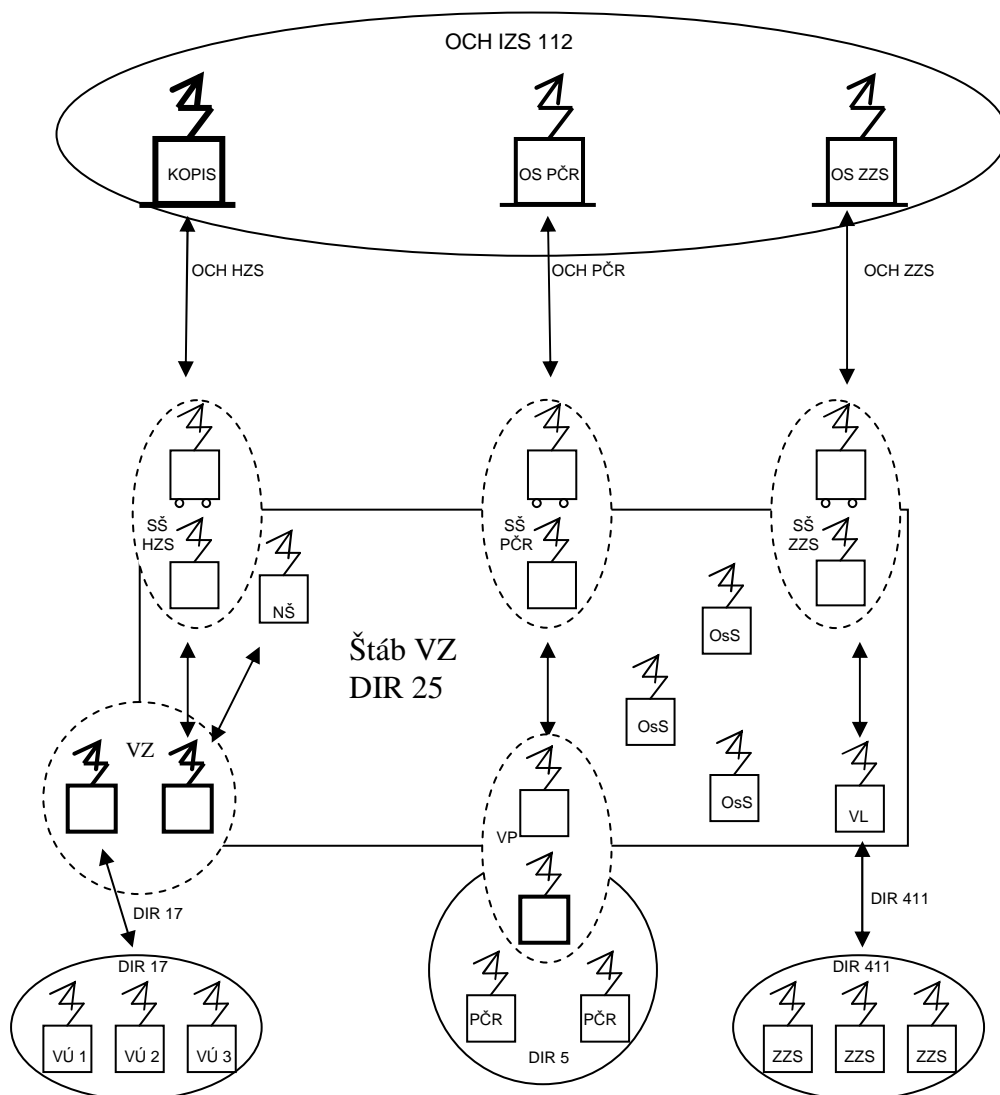 OCH IZS 112
KOPIS
OS PČR
OS ZZS
OCH HZS
OCH PČR
OCH ZZS
SŠ
HZS
SŠ
PČR
SŠ
ZZS
NŠ
OsS
Štáb VZ
DIR 25
OsS
VZ
OsS
VL
VP
DIR 17
DIR 411
DIR 17
DIR 411
VÚ 1
VÚ 2
VÚ 3
PČR
PČR
ZZS
ZZS
ZZS
DIR 5